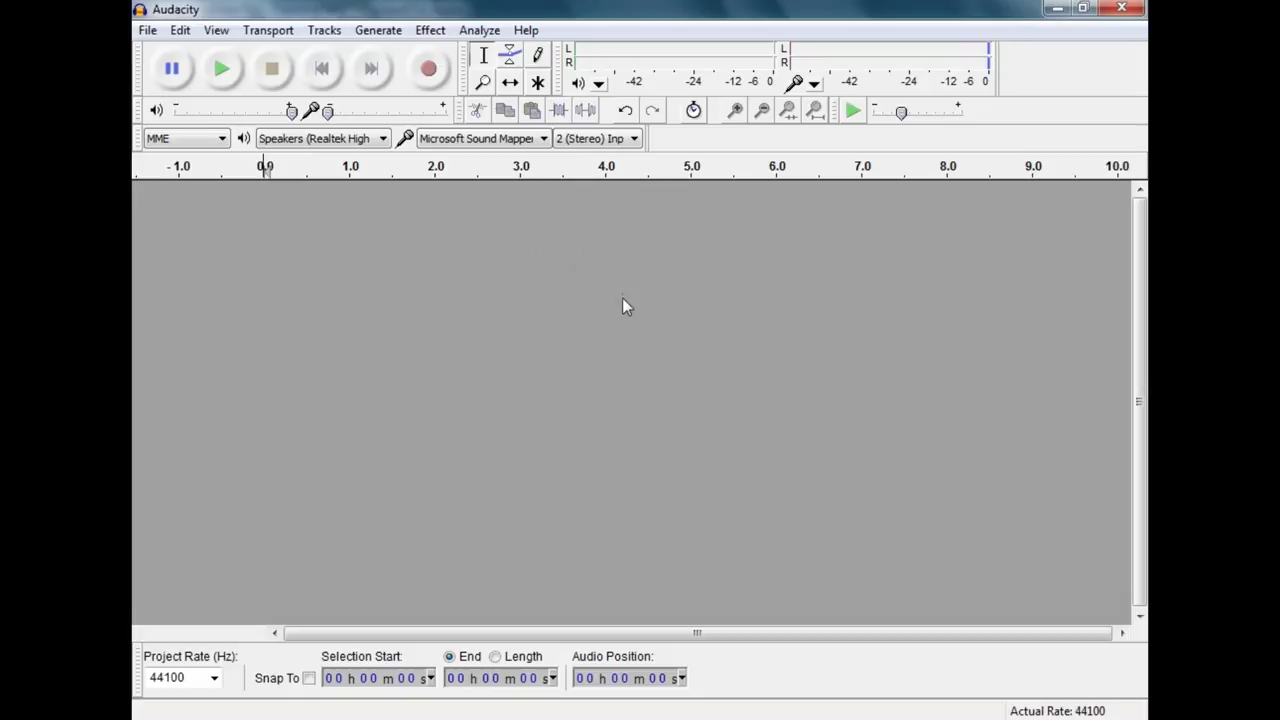 Audacity
File Edit View Transport Tracks Generate Effect Analyze Help
L L
R R
-42 -24 -12 -6 0 -42 -24 -12 -6 0
MME Speakers (Realtek High Microsoft Sound Mapper 2 (Stereo) Inp
- 1.0 0.0 1.0 2.0 3.0 4.0 5.0 6.0 7.0 8.0 9.0 10.0
Project Rate (Hz): Selection Start: End Length Audio Position:
44100 Snap To 00 h 00 m 00 s 00 h 00 m 00 s 00 h 00 m 00 s
Actual Rate: 44100